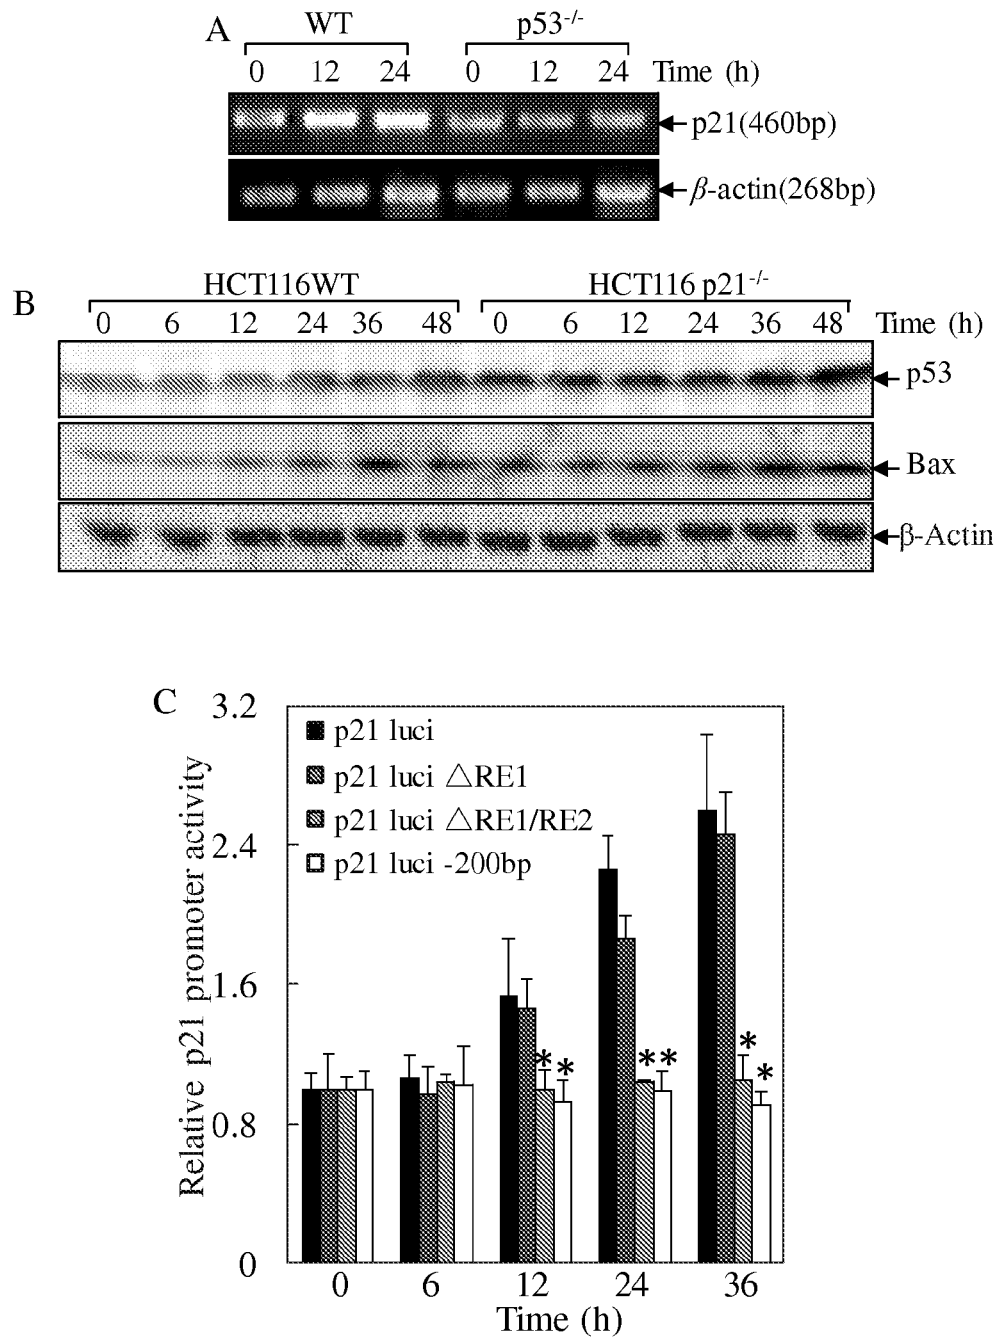 A
WT p53-/-
0 12 24 0 12 24 Time (h)
p21(460bp)
β-actin(268bp)
B
HCT116WT HCT116 p21-/-
0 6 12 24 36 48 0 6 12 24 36 48 Time (h)
p53
Bax
β-Actin
C
Relative p21 promoter activity
3.2
2.4
1.6
0.8
0
p21 luci
p21 luci △RE1
p21 luci △RE1/RE2
p21 luci -200bp
* *
* *
*
*
0 6 12 24 36
Time (h)